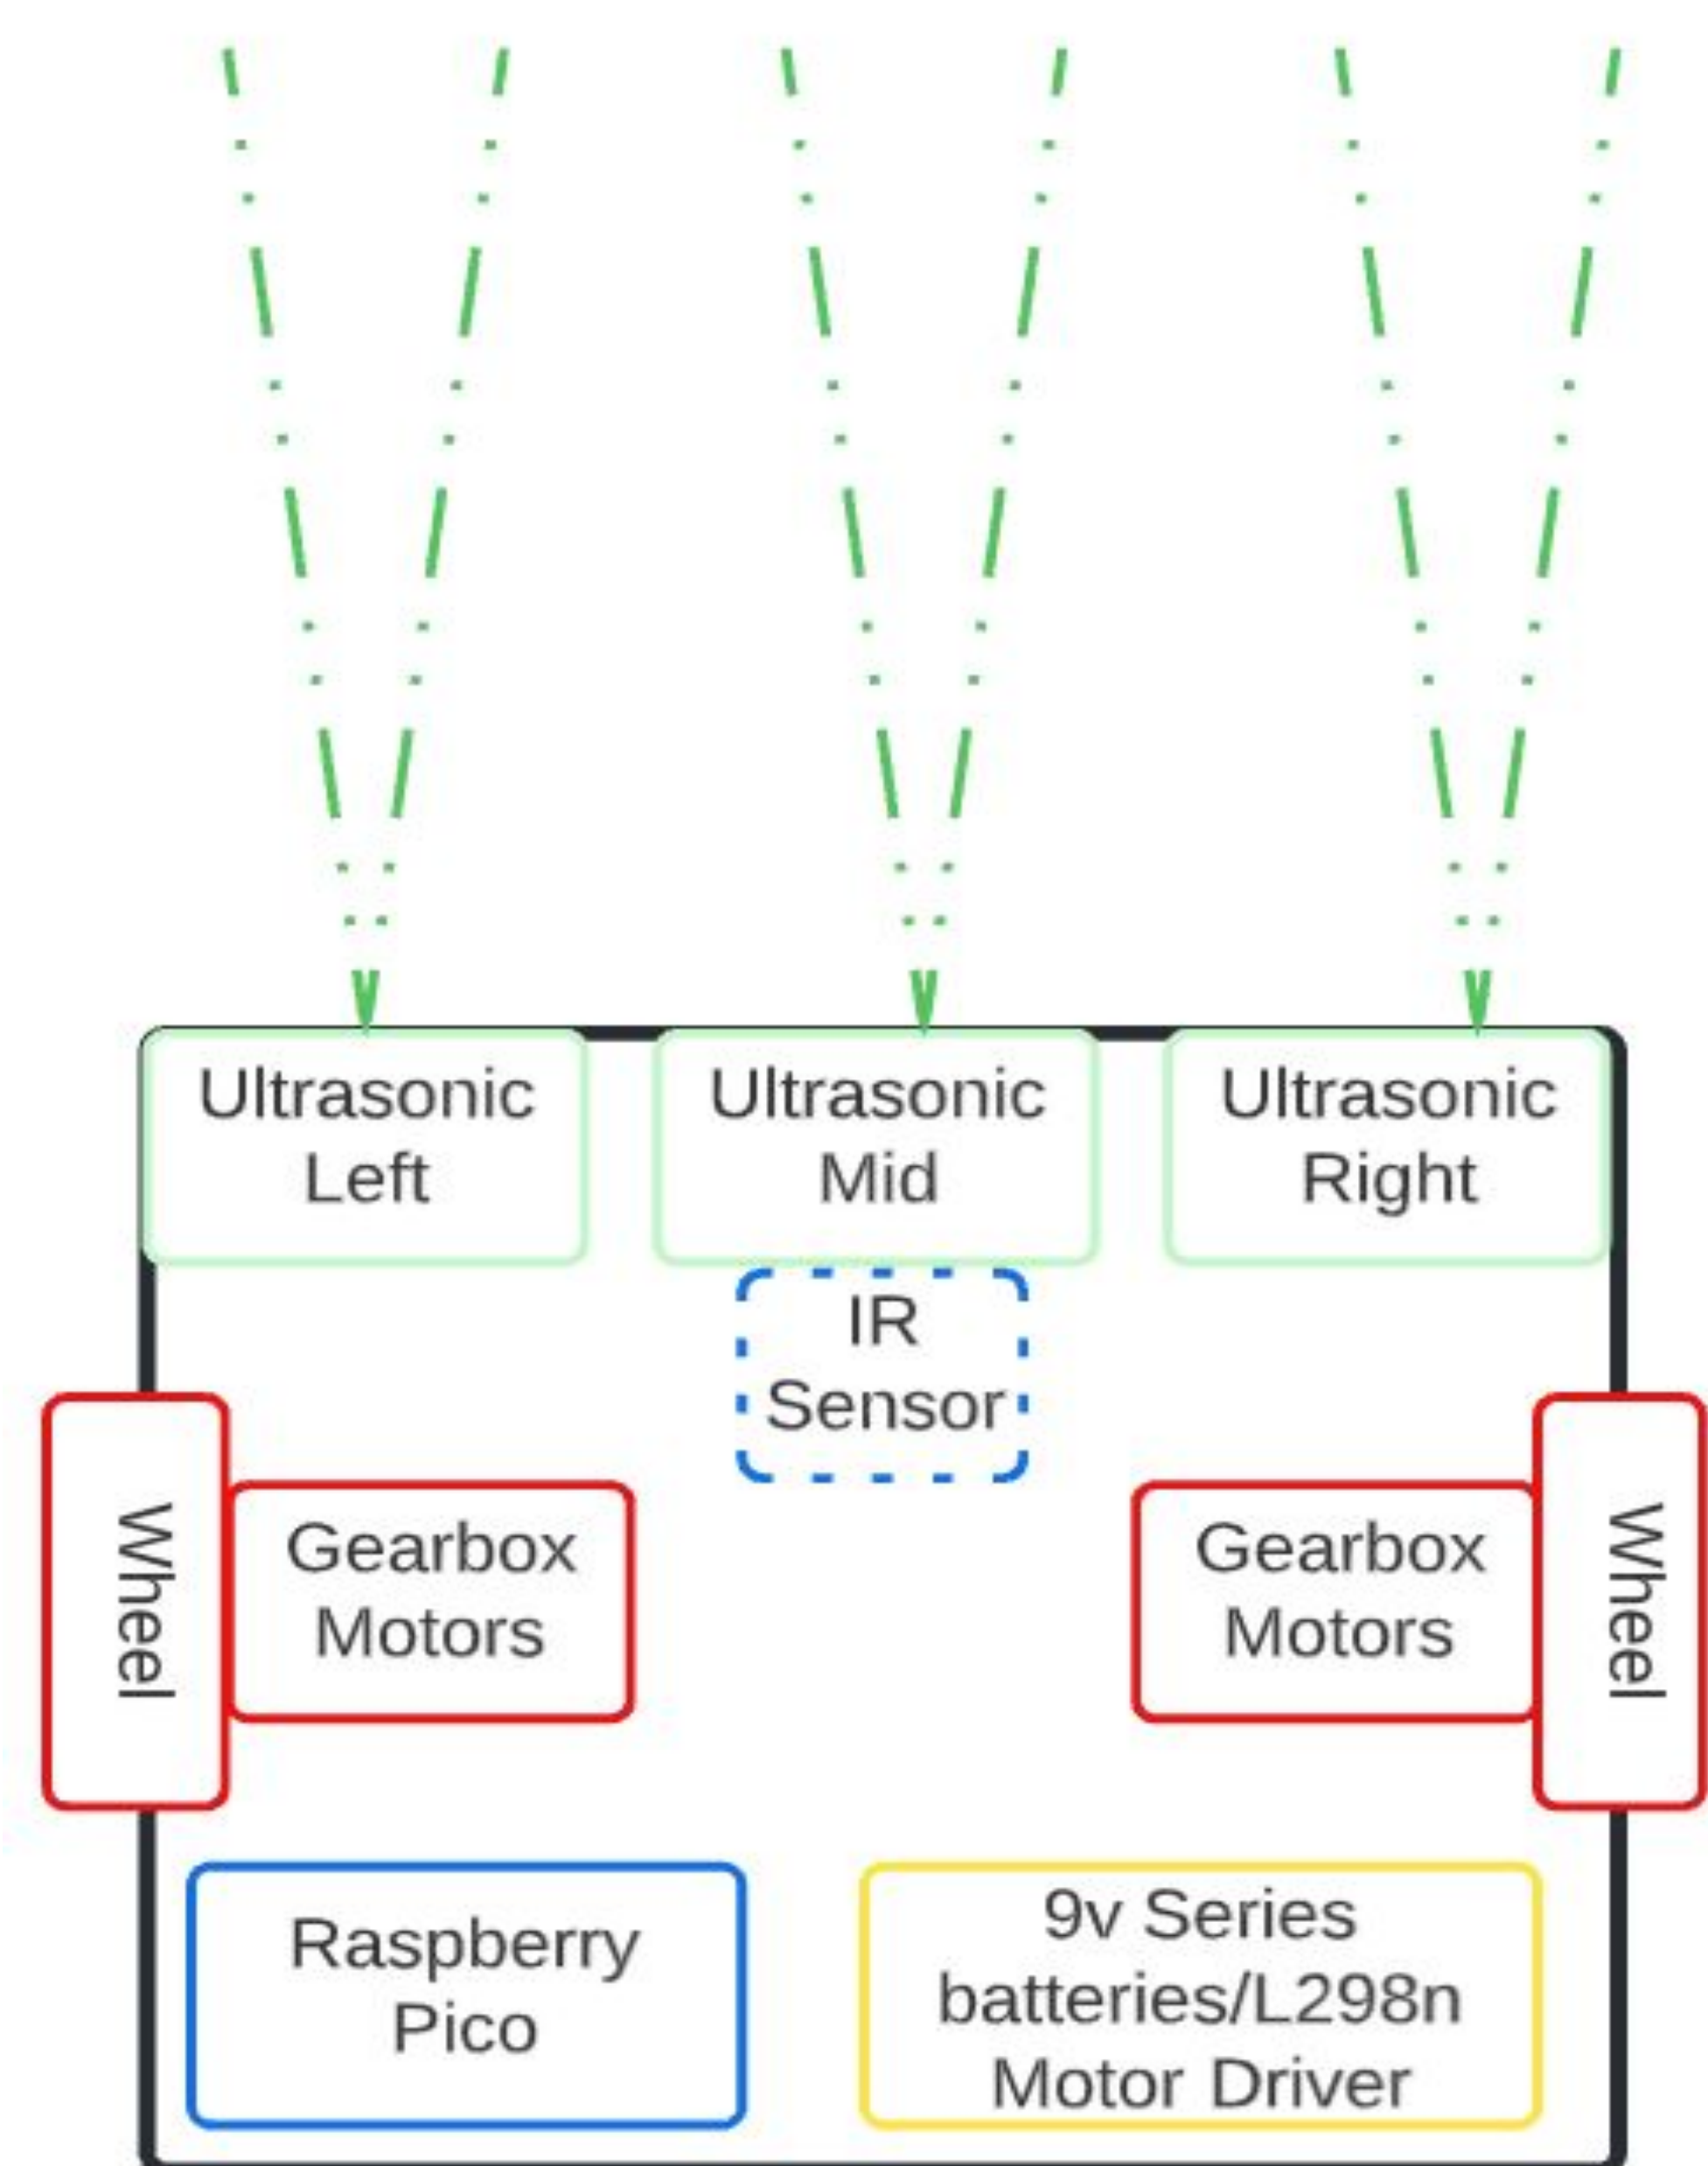 Ultrasonic
Left
Ultrasonic
Mid
Ultrasonic
Right
IR
Sensor
Wheel
Gearbox
Motors
Gearbox
Motors
Wheel
Raspberry
Pico
9v Series
batteries/L298n
Motor Driver